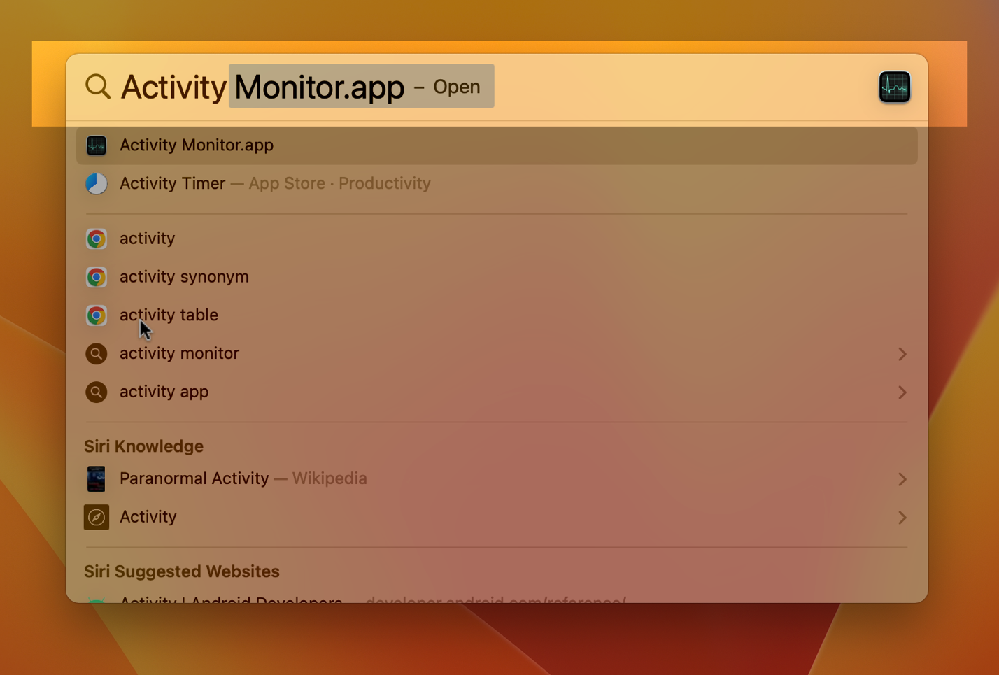 Activity Monitor.app – Open
Activity Monitor.app
Activity Timer — App Store · Productivity
activity
activity synonym
activity table
activity monitor
activity app
Siri Knowledge
Paranormal Activity — Wikipedia
Activity
Siri Suggested Websites
Activity | Android Developers — developer.android.com/reference/